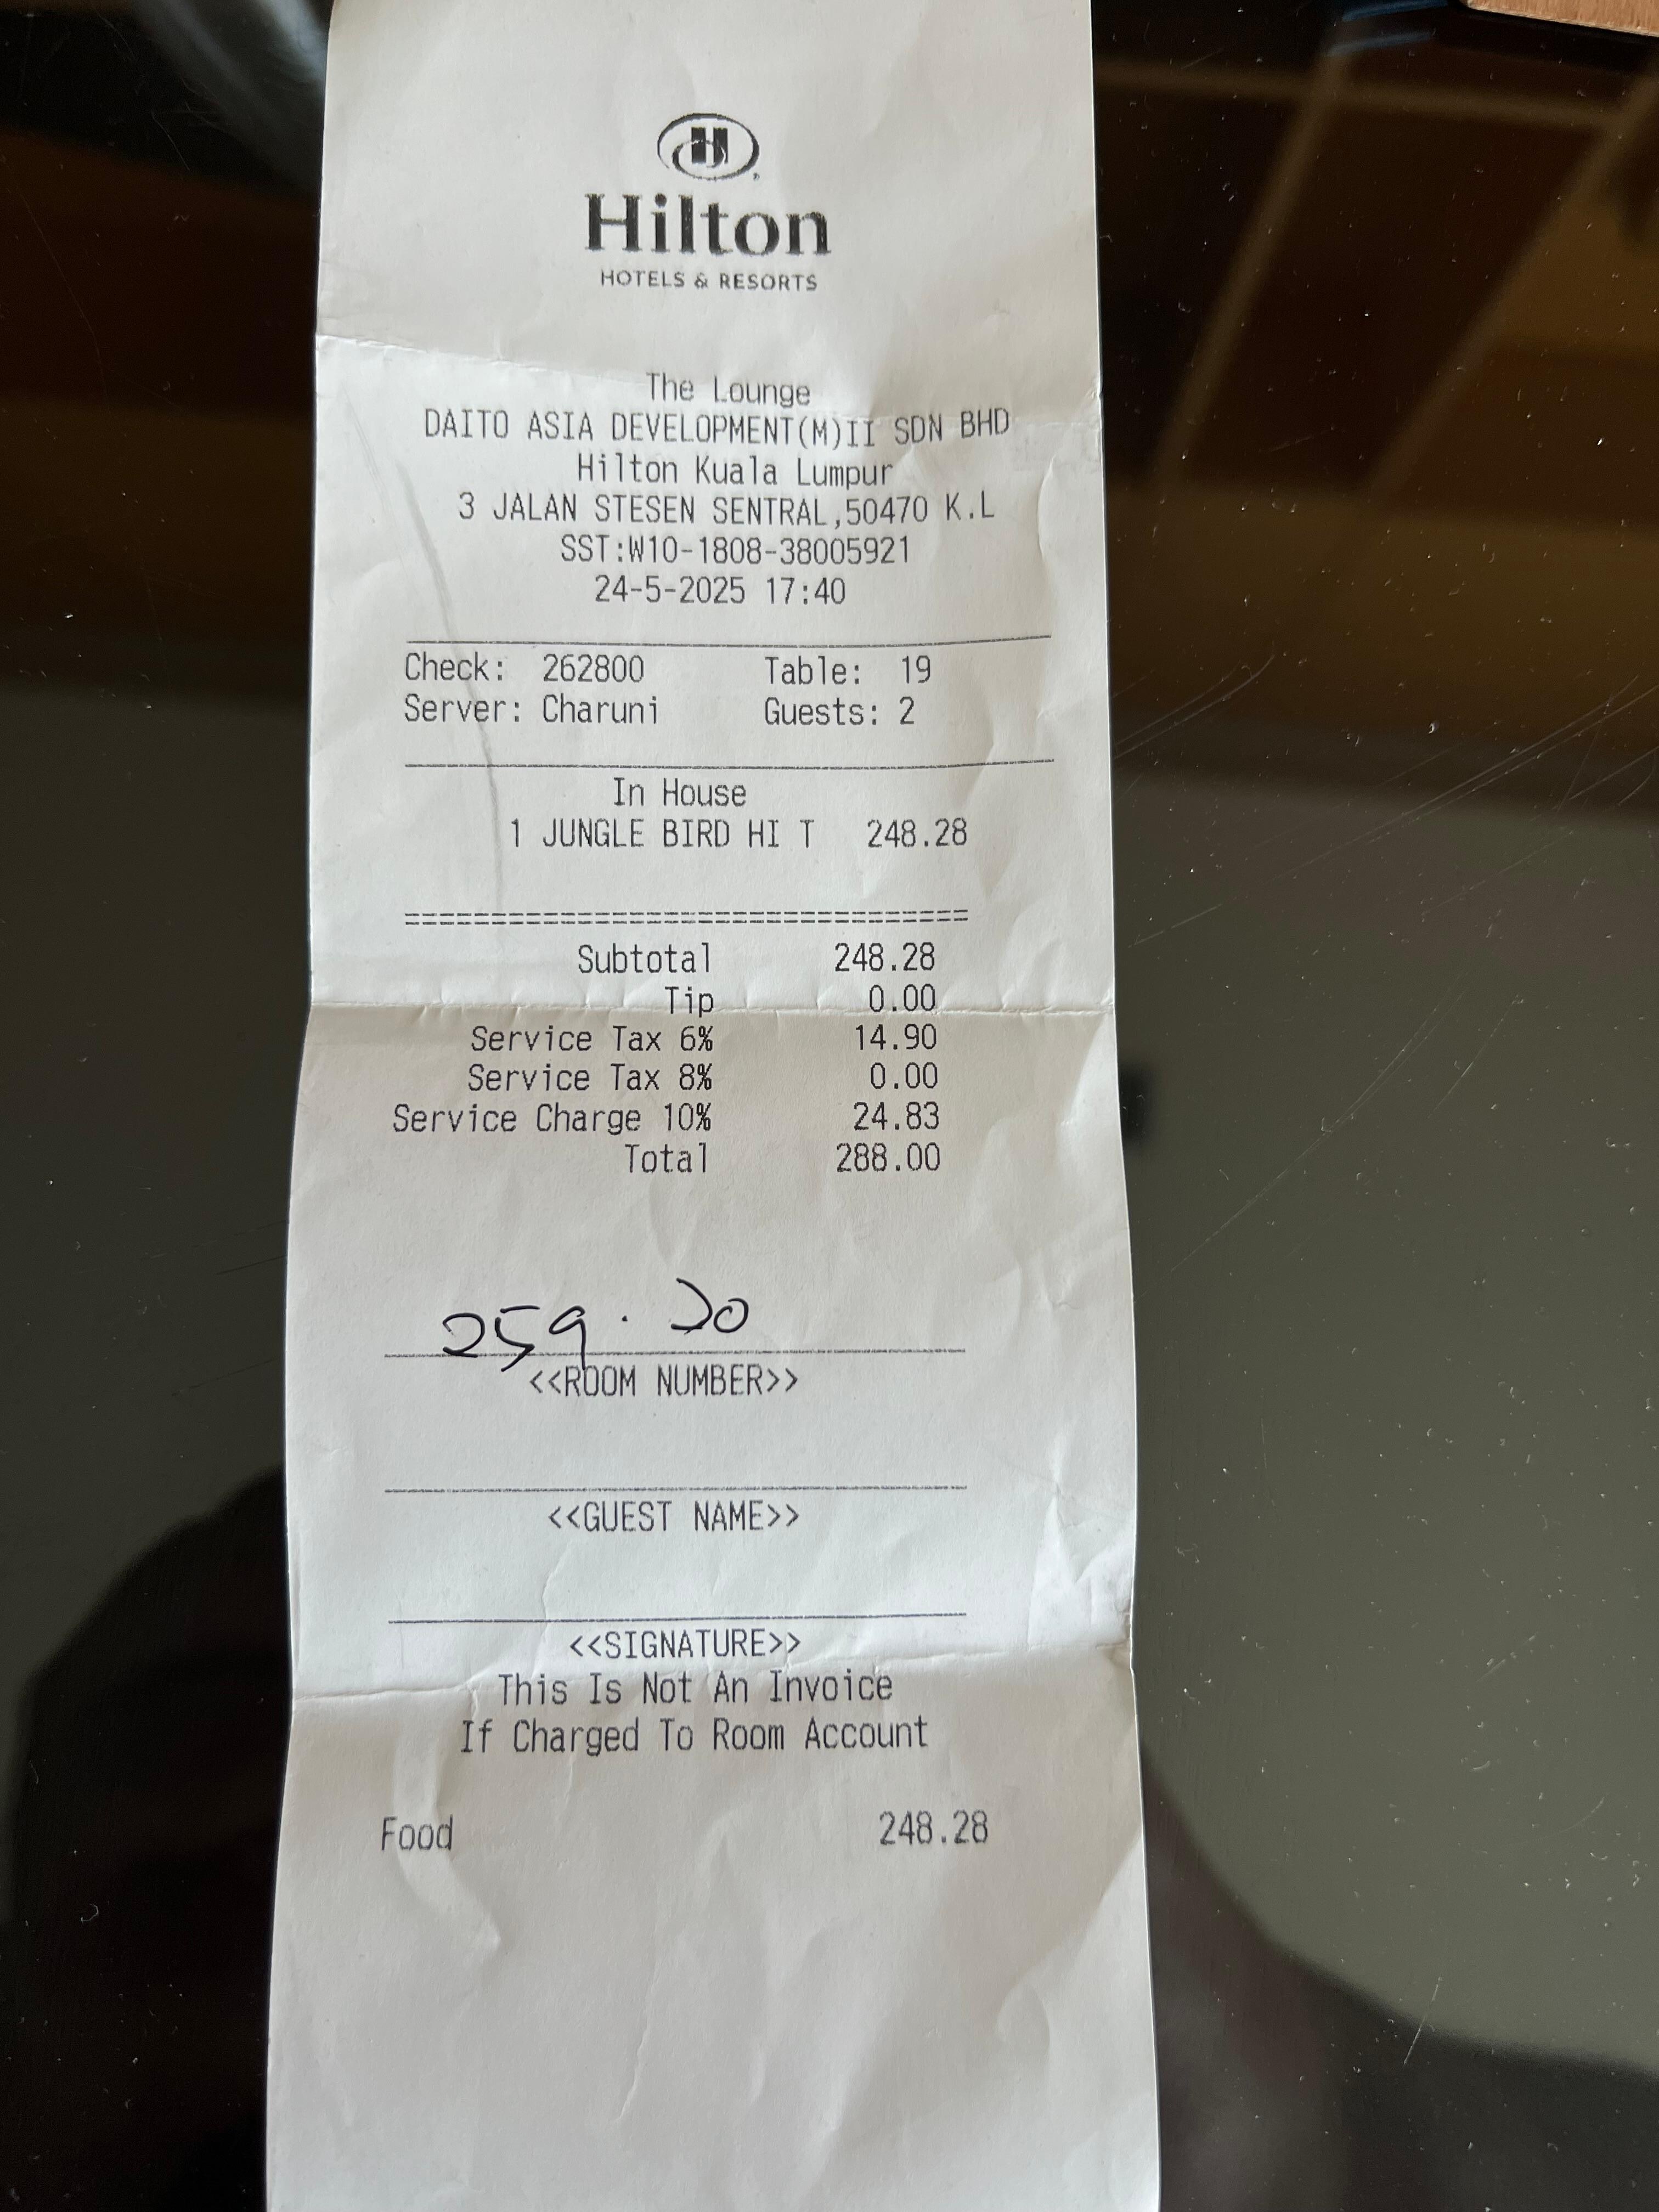 H
Hilton
HOTELS & RESORTS
The Lounge
DAITO ASIA DEVELOPMENT(M)II SDN BHD
Hilton Kuala Lumpur
3 JALAN STESEN SENTRAL,50470 K.L
SST:W10-1808-38005921
24-5-2025 17:40
Check: 262800 Table: 19
Server: Charuni Guests: 2
In House
1 JUNGLE BIRD HI T 248.28
================================
Subtotal 248.28
Tip 0.00
Service Tax 6% 14.90
Service Tax 8% 0.00
Service Charge 10% 24.83
Total 288.00
<<ROOM NUMBER>>
<<GUEST NAME>>
<<SIGNATURE>>
This Is Not An Invoice
If Charged To Room Account
Food 248.28